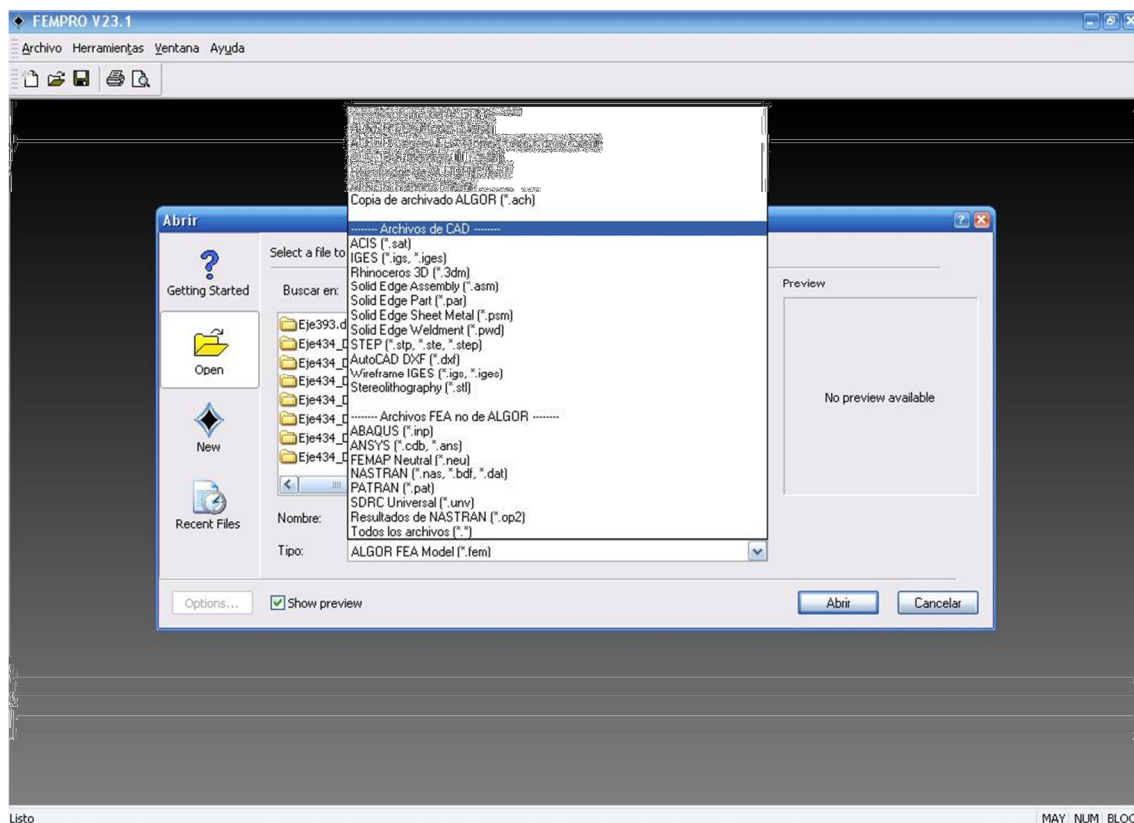 FEMPRO V23.1
Archivo Herramientas Ventana Ayuda
Copia de archivado ALGOR (*.ach)
Abrir
-------- Archivos de CAD --------
Select a file to
ACIS (*.sat)
IGES (*.igs, *.iges)
Rhinoceros 3D (*.3dm)
Getting Started
Buscar en:
Solid Edge Assembly (*.asm)
Preview
Solid Edge Part (*.par)
Solid Edge Sheet Metal (*.psm)
Eje393.d
Solid Edge Weldment (*.pwd)
Eje434_D
STEP (*.stp, *.ste, *.step)
Eje434_D
AutoCAD DXF (*.dxf)
Open
Wireframe IGES (*.igs, *.iges)
Eje434_D
Stereolithography (*.stl)
Eje434_D
No preview available
Eje434_D
-------- Archivos FEA no de ALGOR --------
Eje434_D
ABAQUS (*.inp)
New
ANSYS (*.cdb, *.ans)
Eje434_D
FEMAP Neutral (*.neu)
NASTRAN (*.nas, *.bdf, *.dat)
PATRAN (*.pat)
SDRC Universal (*.unv)
Recent Files
Nombre:
Resultados de NASTRAN (*.op2)
Todos los archivos (*.*)
Tipo:
ALGOR FEA Model (*.fem)
Options...
Show preview
Abrir
Cancelar
Listo
MAY NUM BLOC